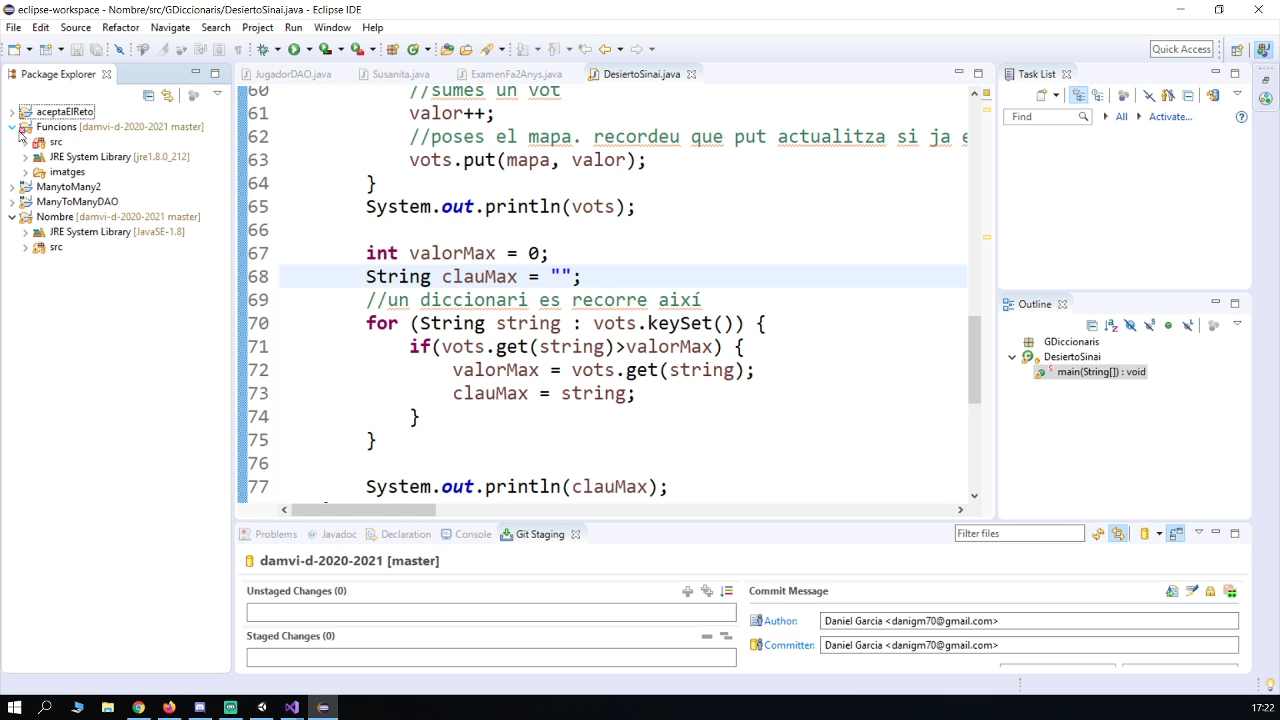 eclipse-workspace - Nombre/src/GDiccionaris/DesiertoSinai.java - Eclipse IDE
File Edit Source Refactor Navigate Search Project Run Window Help
Quick Access
Package Explorer
aceptaElReto
Funcions [damvi-d-2020-2021 master]
src
JRE System Library [jre1.8.0_212]
imatges
ManytoMany2
ManyToManyDAO
Nombre [damvi-d-2020-2021 master]
JRE System Library [JavaSE-1.8]
src
JugadorDAO.java Susanita.java ExamenFa2Anys.java DesiertoSinai.java
60 //sumes un vot
61 valor++;
62 //poses el mapa. recordeu que put actualitza si ja e
63 vots.put(mapa, valor);
64 }
65 System.out.println(vots);
66
67 int valorMax = 0;
68 String clauMax = "";
69 //un diccionari es recorre així
70 for (String string : vots.keySet()) {
71 if(vots.get(string)>valorMax) {
72 valorMax = vots.get(string);
73 clauMax = string;
74 }
75 }
76
77 System.out.println(clauMax);
Task List
Find All Activate...
Outline
GDiccionaris
DesiertoSinai
main(String[]) : void
Problems Javadoc Declaration Console Git Staging
Filter files
damvi-d-2020-2021 [master]
Unstaged Changes (0)
Staged Changes (0)
Commit Message
Author: Daniel Garcia <danigm70@gmail.com>
Committer: Daniel Garcia <danigm70@gmail.com>
17:22